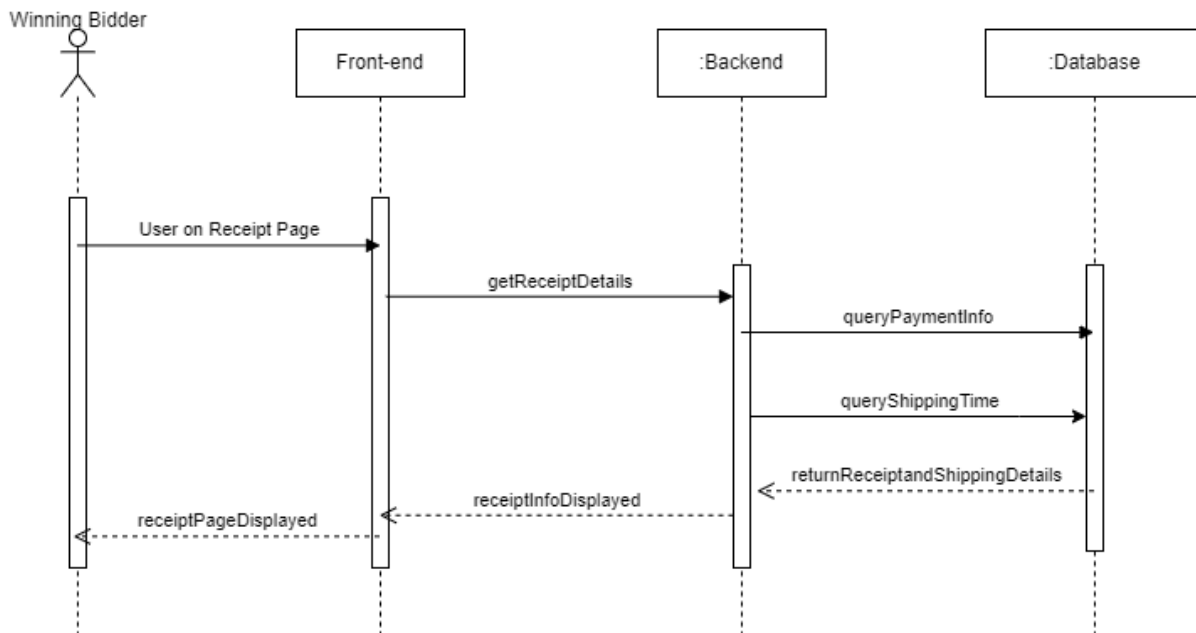 Winning Bidder
Front-end
:Backend
:Database
User on Receipt Page
getReceiptDetails
queryPaymentInfo
queryShippingTime
returnReceiptandShippingDetails
receiptInfoDisplayed
receiptPageDisplayed